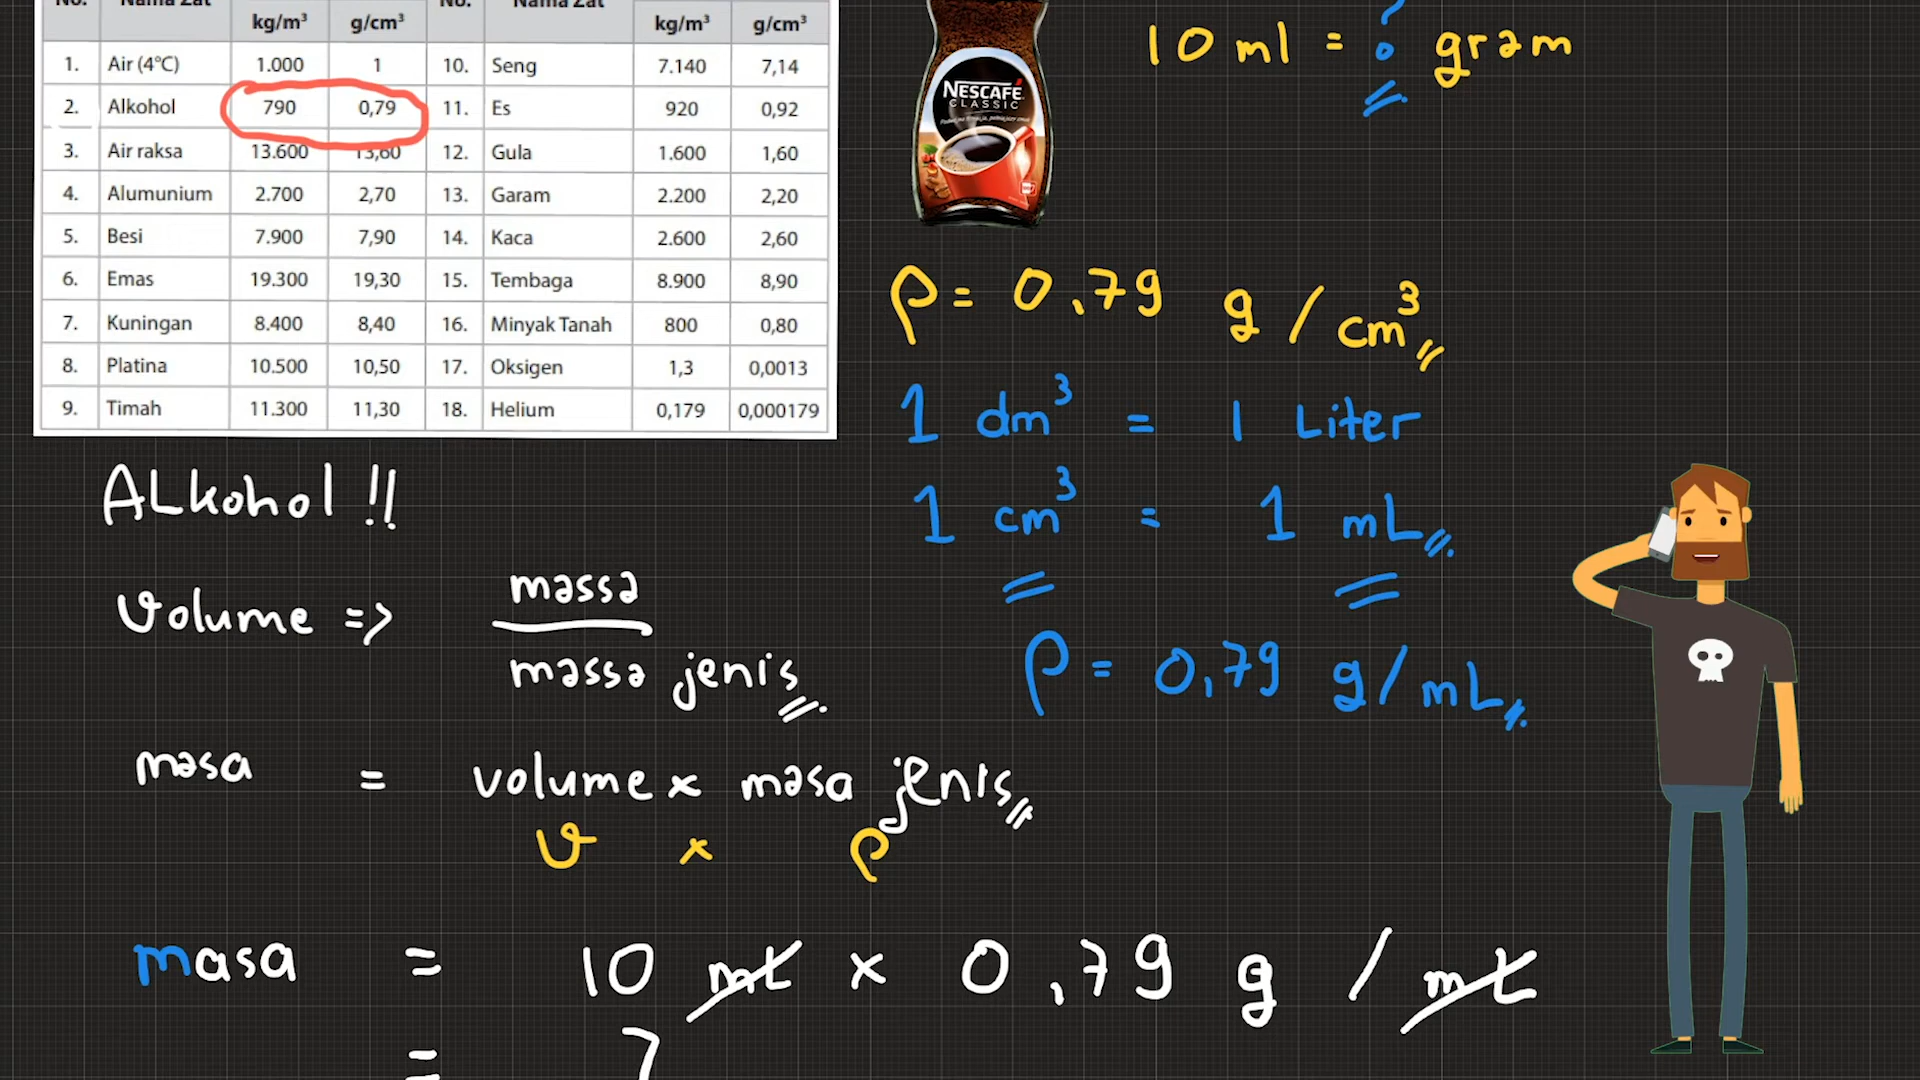 No. Nama Zat kg/m³ g/cm³ No. Nama Zat kg/m³ g/cm³
1. Air (4°C) 1.000 1 10. Seng 7.140 7,14
2. Alkohol 790 0,79 11. Es 920 0,92
3. Air raksa 13.600 13,60 12. Gula 1.600 1,60
4. Alumunium 2.700 2,70 13. Garam 2.200 2,20
5. Besi 7.900 7,90 14. Kaca 2.600 2,60
6. Emas 19.300 19,30 15. Tembaga 8.900 8,90
7. Kuningan 8.400 8,40 16. Minyak Tanah 800 0,80
8. Platina 10.500 10,50 17. Oksigen 1,3 0,0013
9. Timah 11.300 11,30 18. Helium 0,179 0,000179
NESCAFÉ
CLASSIC
10 ml = ? gram
ρ = 0,79 g / cm³
1 dm³ = 1 Liter
1 cm³ = 1 mL
ρ = 0,79 g/mL
ALkohol !!
Volume => massa
massa jenis
masa = volume x masa jenis
v x ρ
masa = 10 mL x 0,79 g / mL
= 7